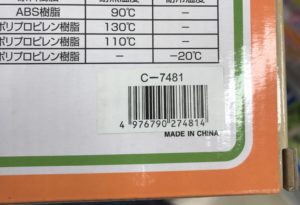 ABS樹脂 90℃ −
ポリプロピレン樹脂 130℃ −
ポリプロピレン樹脂 110℃ −
ポリプロピレン樹脂 − −20℃
C−7481
4 976790 274814
MADE IN CHINA